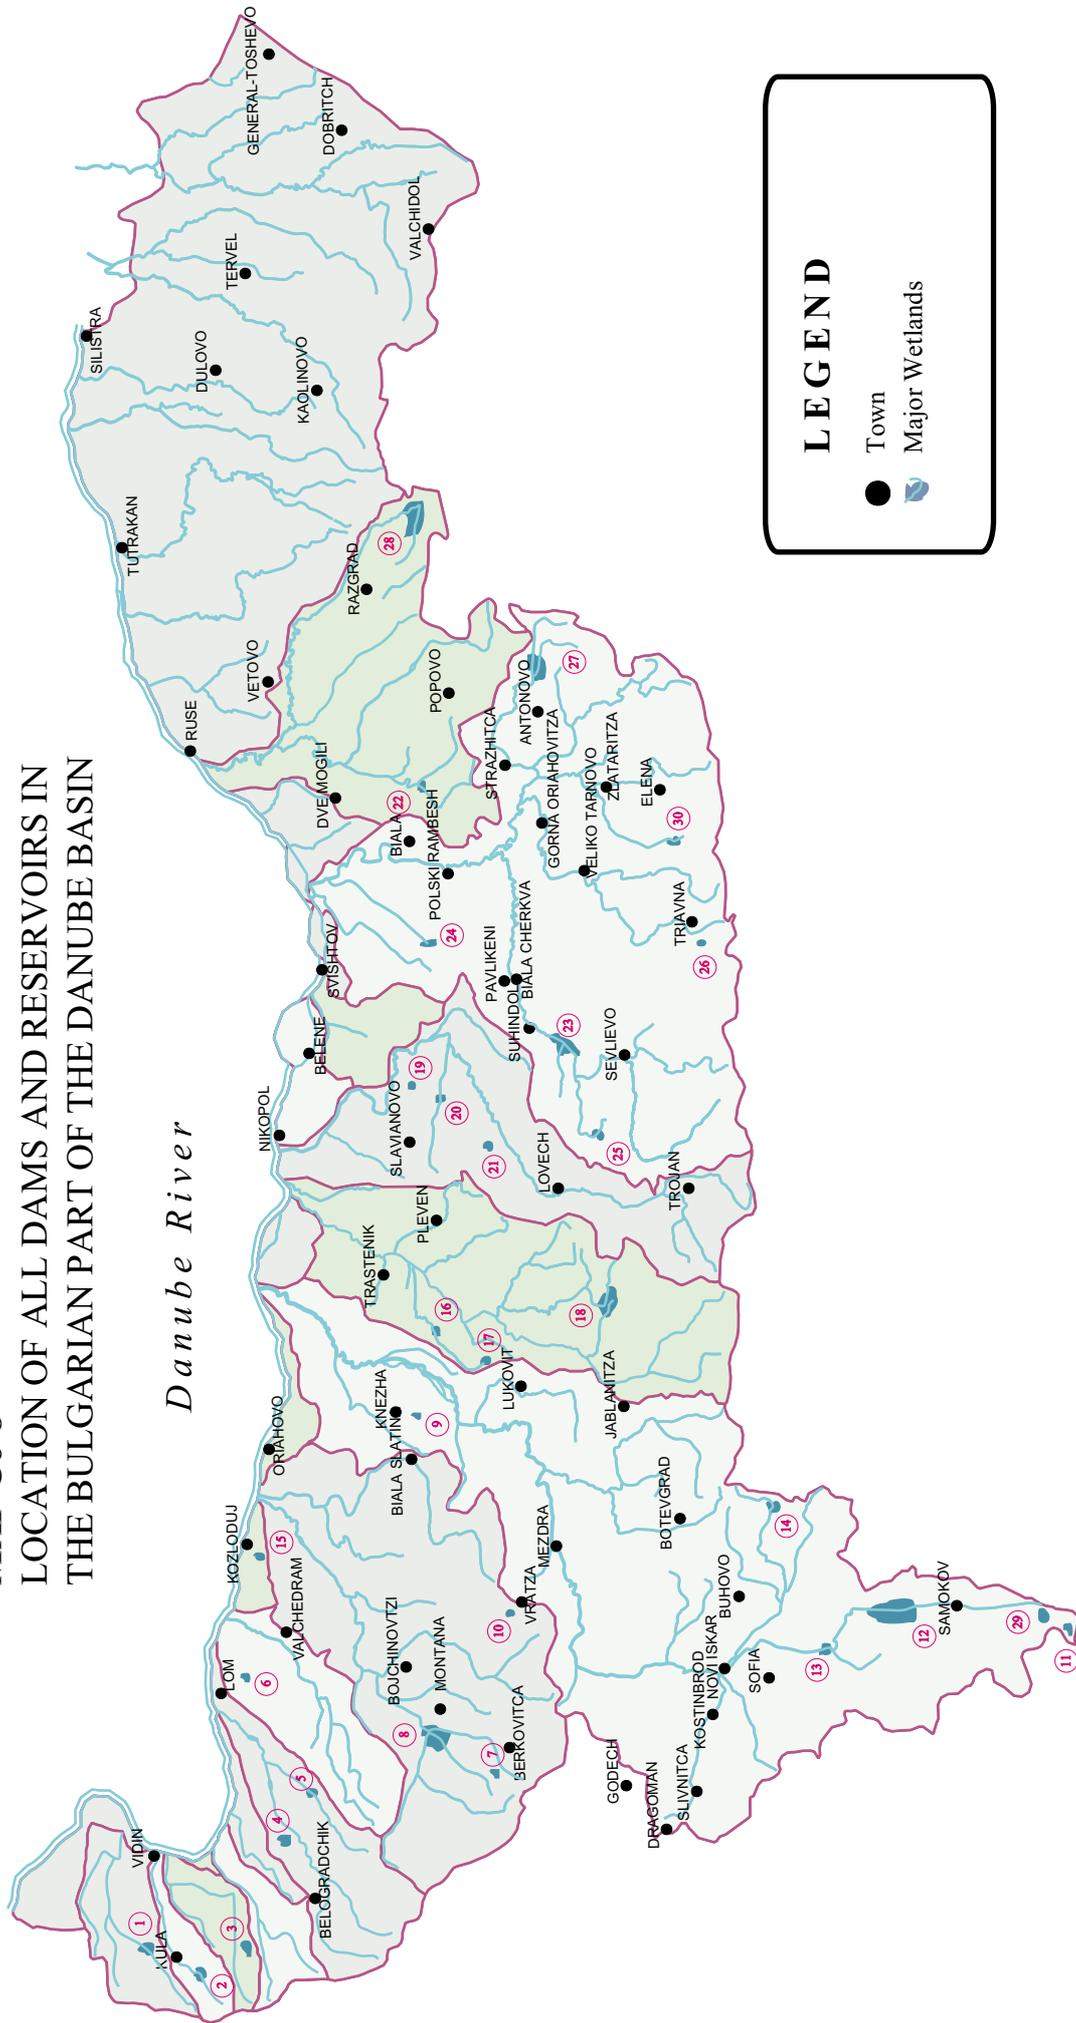 LOCATION OF ALL DAMS AND RESERVOIRS IN
THE BULGARIAN PART OF THE DANUBE BASIN
Danube River
VIDIN
1
KULA
2
3
BELOGRADCHIK
4
5
LOM
6
VALCHEDRAM
KOZLODUJ
15
ORIAHOVO
BOJCHINOVTZI
MONTANA
8
7
BERKOVITCA
10
VRATZA
MEZDRA
BIALA SLATINA
KNEZHA
9
LUKOVIT
JABLANITZA
BOTEVGRAD
GODECH
DRAGOMAN
SLIVNITCA
KOSTINBROD
NOVI ISKAR
BUHOVO
SOFIA
13
14
12
SAMOKOV
29
11
TRASTENIK
PLEVEN
16
17
18
NIKOPOL
SLAVIANOVO
19
20
21
LOVECH
TROJAN
BELENE
SVISHTOV
PAVLIKENI
SUHINDOL
BIALA CHERKVA
23
SEVLIEVO
25
24
TRIAVNA
26
POLSKI RAMBESH
BIALA
22
DVE MOGILI
RUSE
VETOVO
POPOVO
STRAZHITCA
ANTONOVO
27
GORNA ORIAHOVITZA
VELIKO TARNOVO
ZLATARITZA
ELENA
30
RAZGRAD
28
TUTRAKAN
SILISTRA
DULOVO
KAOLINOVO
TERVEL
VALCHIDOL
DOBRITCH
GENERAL-TOSHEVO
LEGEND
Town
Major Wetlands